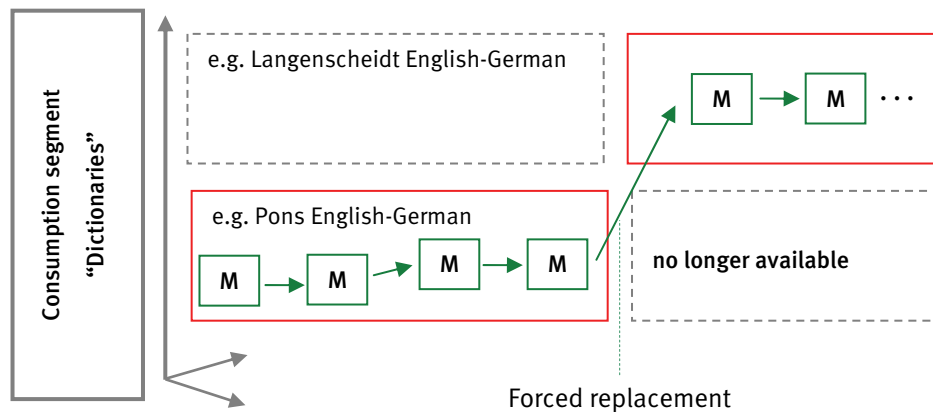 Consumption segment
“Dictionaries”
e.g. Langenscheidt English-German
M
M
...
e.g. Pons English-German
M
M
M
M
no longer available
Forced replacement